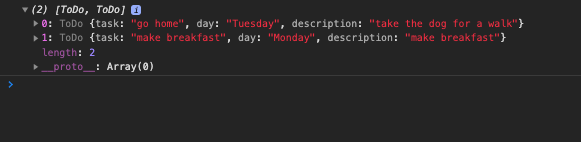 (2) [ToDo, ToDo] i
0: ToDo {task: "go home", day: "Tuesday", description: "take the dog for a walk"}
1: ToDo {task: "make breakfast", day: "Monday", description: "make breakfast"}
length: 2
__proto__: Array(0)